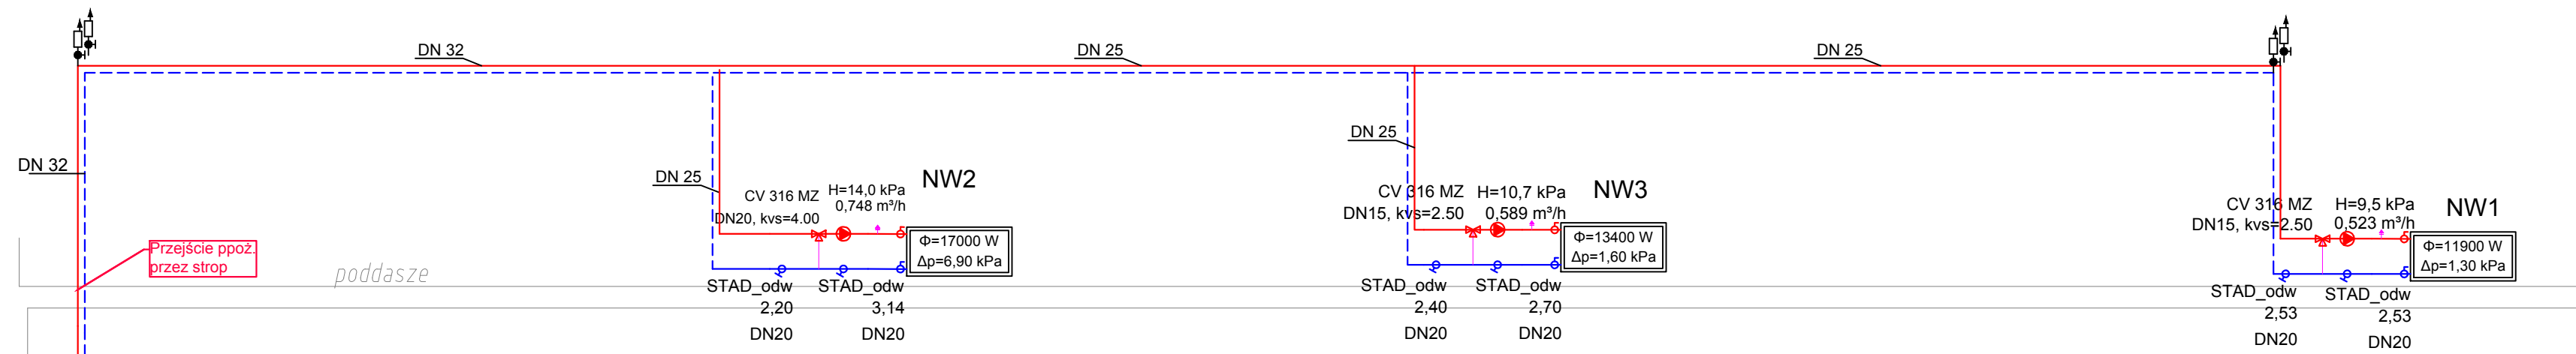 DN 32
DN 25
DN 25
DN 32
Przejście ppoż.
przez strop
poddasze
DN 25
CV 316 MZ
DN20, kvs=4.00
H=14,0 kPa
0,748 m³/h
NW2
Φ=17000 W
Δp=6,90 kPa
STAD_odw
2,20
DN20
STAD_odw
3,14
DN20
DN 25
CV 316 MZ
DN15, kvs=2.50
H=10,7 kPa
0,589 m³/h
NW3
Φ=13400 W
Δp=1,60 kPa
STAD_odw
2,40
DN20
STAD_odw
2,70
DN20
CV 316 MZ
DN15, kvs=2.50
H=9,5 kPa
0,523 m³/h
NW1
Φ=11900 W
Δp=1,30 kPa
STAD_odw
2,53
DN20
STAD_odw
2,53
DN20